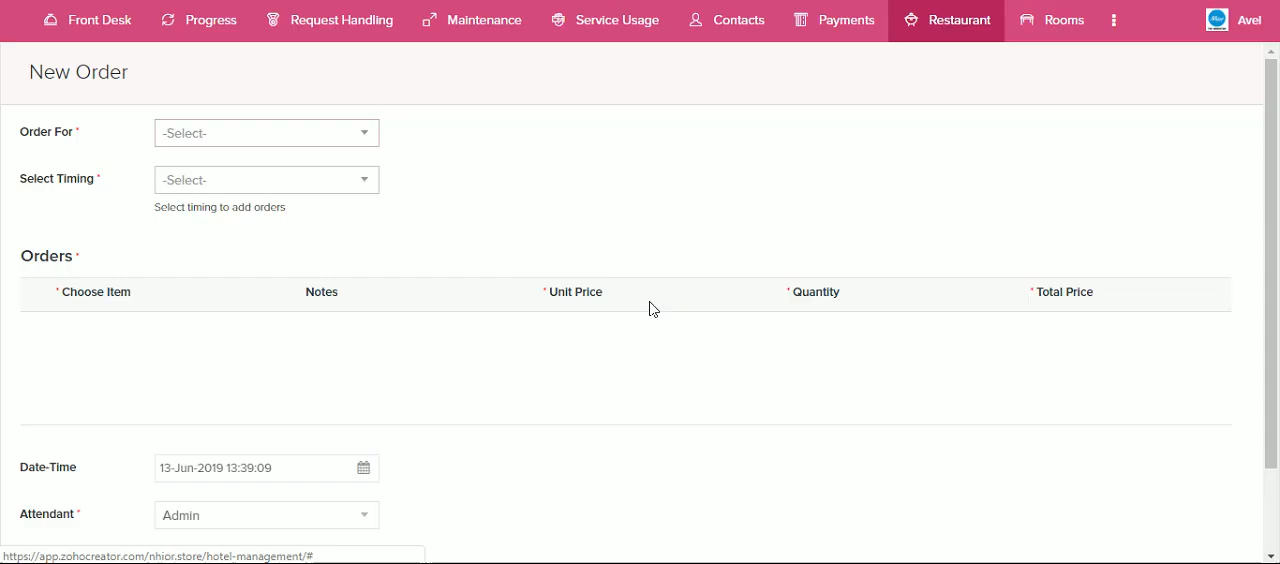 Front Desk Progress Request Handling Maintenance Service Usage Contacts Payments Restaurant Rooms Avel
New Order
Order For *
-Select-
Select Timing *
-Select-
Select timing to add orders
Orders *
* Choose Item Notes * Unit Price * Quantity * Total Price
Date-Time
13-Jun-2019 13:39:09
Attendant *
Admin
https://app.zohocreator.com/nhior.store/hotel-management/#